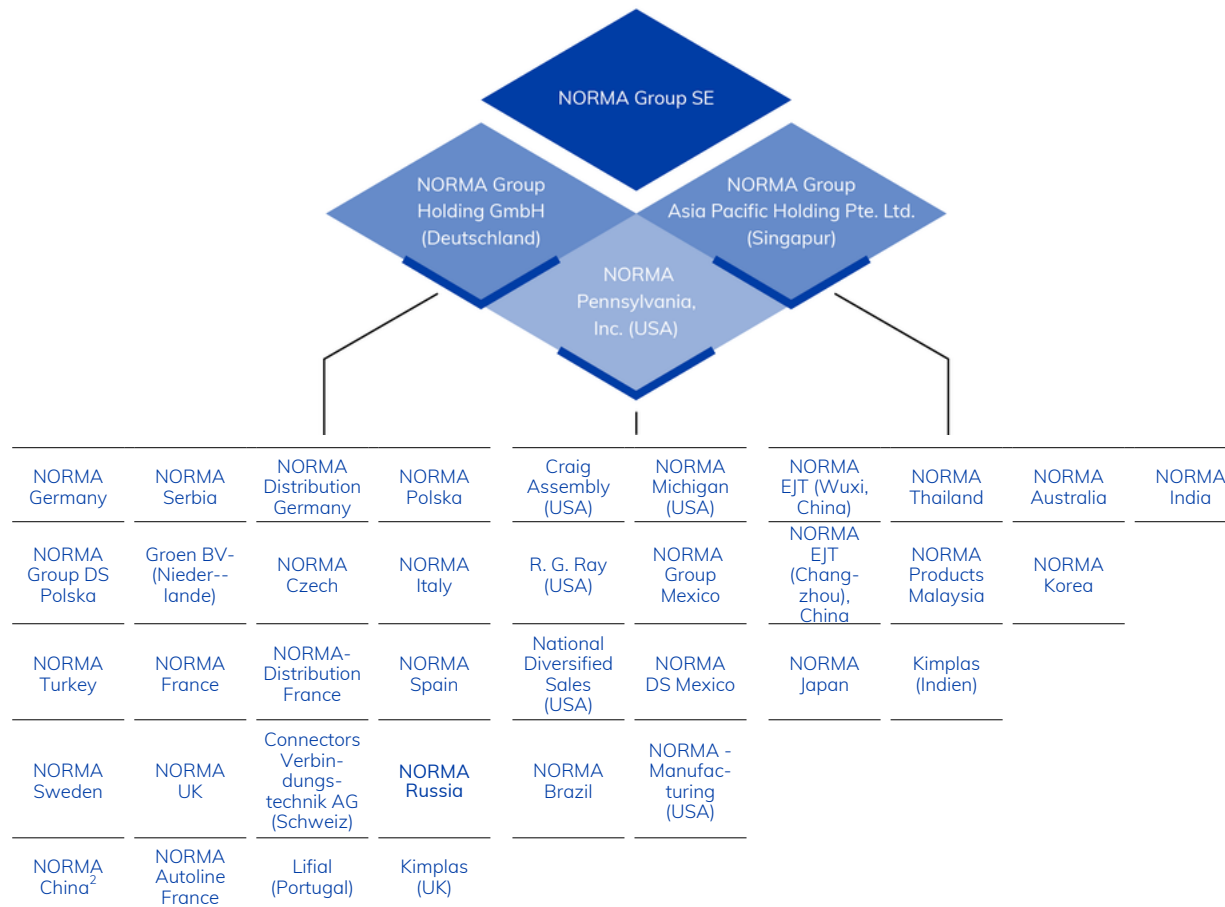 NORMA Group SE
NORMA Group
Holding GmbH
(Deutschland)
NORMA Group
Asia Pacific Holding Pte. Ltd.
(Singapur)
NORMA
Pennsylvania,
Inc. (USA)
NORMA
Germany
NORMA
Serbia
NORMA
Distribution
Germany
NORMA
Polska
Craig
Assembly
(USA)
NORMA
Michigan
(USA)
NORMA
EJT (Wuxi,
China)
NORMA
Thailand
NORMA
Australia
NORMA
India
NORMA
Group DS
Polska
Groen BV-
(Nieder--
lande)
NORMA
Czech
NORMA
Italy
R. G. Ray
(USA)
NORMA
Group
Mexico
NORMA
EJT
(Chang-
zhou),
China
NORMA
Products
Malaysia
NORMA
Korea
NORMA
Turkey
NORMA
France
NORMA-
Distribution
France
NORMA
Spain
National
Diversified
Sales
(USA)
NORMA
DS Mexico
NORMA
Japan
Kimplas
(Indien)
NORMA
Sweden
NORMA
UK
Connectors
Verbin-
dungs-
technik AG
(Schweiz)
NORMA
Russia
NORMA
Brazil
NORMA -
Manufac-
turing
(USA)
NORMA
China²
NORMA
Autoline
France
Lifial
(Portugal)
Kimplas
(UK)